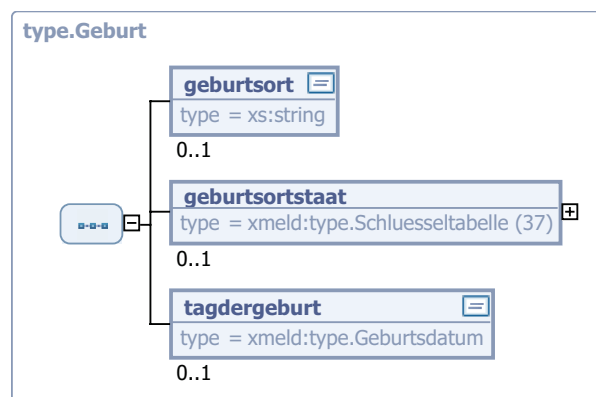 type.Geburt
geburtsort
type = xs:string
0..1
geburtsortstaat
type = xmeld:type.Schluesseltabelle (37)
0..1
tagdergeburt
type = xmeld:type.Geburtsdatum
0..1